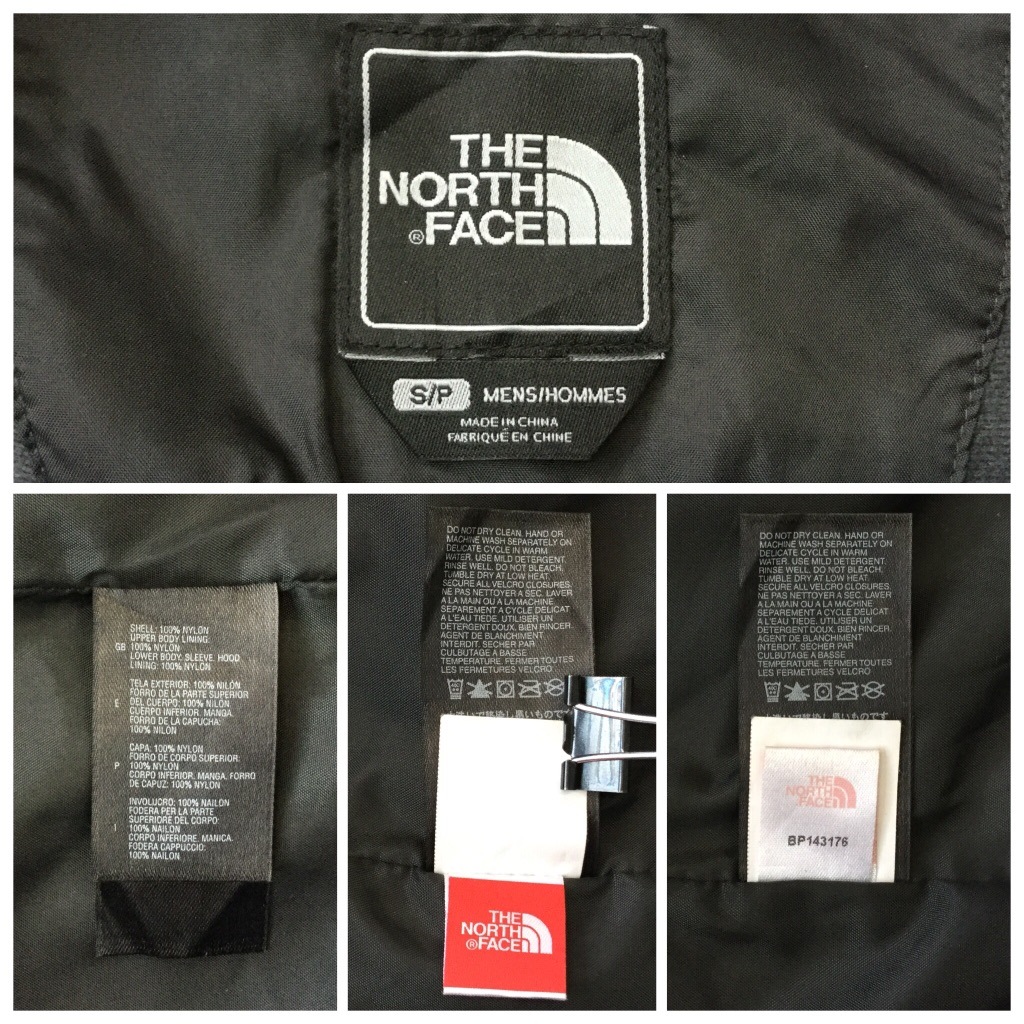 THE
NORTH
® FACE
S/P MENS/HOMMES
MADE IN CHINA
FABRIQUÉ EN CHINE
SHELL: 100% NYLON
UPPER BODY LINING:
GB 100% NYLON
LOWER BODY, SLEEVE, HOOD
LINING: 100% NYLON
TELA EXTERIOR: 100% NILÓN
FORRO DE LA PARTE SUPERIOR
E DEL CUERPO: 100% NILON
CUERPO INFERIOR, MANGA.
FORRO DE LA CAPUCHA:
100% NILON
CAPA: 100% NYLON
FORRO DE CORPO SUPERIOR:
P 100% NYLON
CORPO INFERIOR, MANGA, FORRO
DE CAPUZ: 100% NYLON
INVOLUCRO: 100% NAILON
FODERA PER LA PARTE
SUPERIORE DEL CORPO:
I 100% NAILON
CORPO INFERIORE, MANICA.
FODERA CAPPUCCIO:
100% NAILON
DO NOT DRY CLEAN. HAND OR
MACHINE WASH SEPARATELY ON
DELICATE CYCLE IN WARM
WATER. USE MILD DETERGENT.
RINSE WELL. DO NOT BLEACH.
TUMBLE DRY AT LOW HEAT.
SECURE ALL VELCRO CLOSURES.
NE PAS NETTOYER A SEC. LAVER
A LA MAIN OU A LA MACHINE
SEPAREMENT A CYCLE DELICAT
A L'EAU TIEDE. UTILISER UN
DETERGENT DOUX. BIEN RINCER.
AGENT DE BLANCHIMENT
INTERDIT. SECHER PAR
CULBUTAGE A BASSE
TEMPERATURE. FERMER TOUTES
LES FERMETURES VELCRO
THE
NORTH
® FACE
DO NOT DRY CLEAN. HAND OR
MACHINE WASH SEPARATELY ON
DELICATE CYCLE IN WARM
WATER. USE MILD DETERGENT.
RINSE WELL. DO NOT BLEACH.
TUMBLE DRY AT LOW HEAT.
SECURE ALL VELCRO CLOSURES.
NE PAS NETTOYER A SEC. LAVER
A LA MAIN OU A LA MACHINE
SEPAREMENT A CYCLE DELICAT
A L'EAU TIEDE. UTILISER UN
DETERGENT DOUX. BIEN RINCER.
AGENT DE BLANCHIMENT
INTERDIT. SECHER PAR
CULBUTAGE A BASSE
TEMPERATURE. FERMER TOUTES
LES FERMETURES VELCRO
THE
NORTH
FACE
BP143176